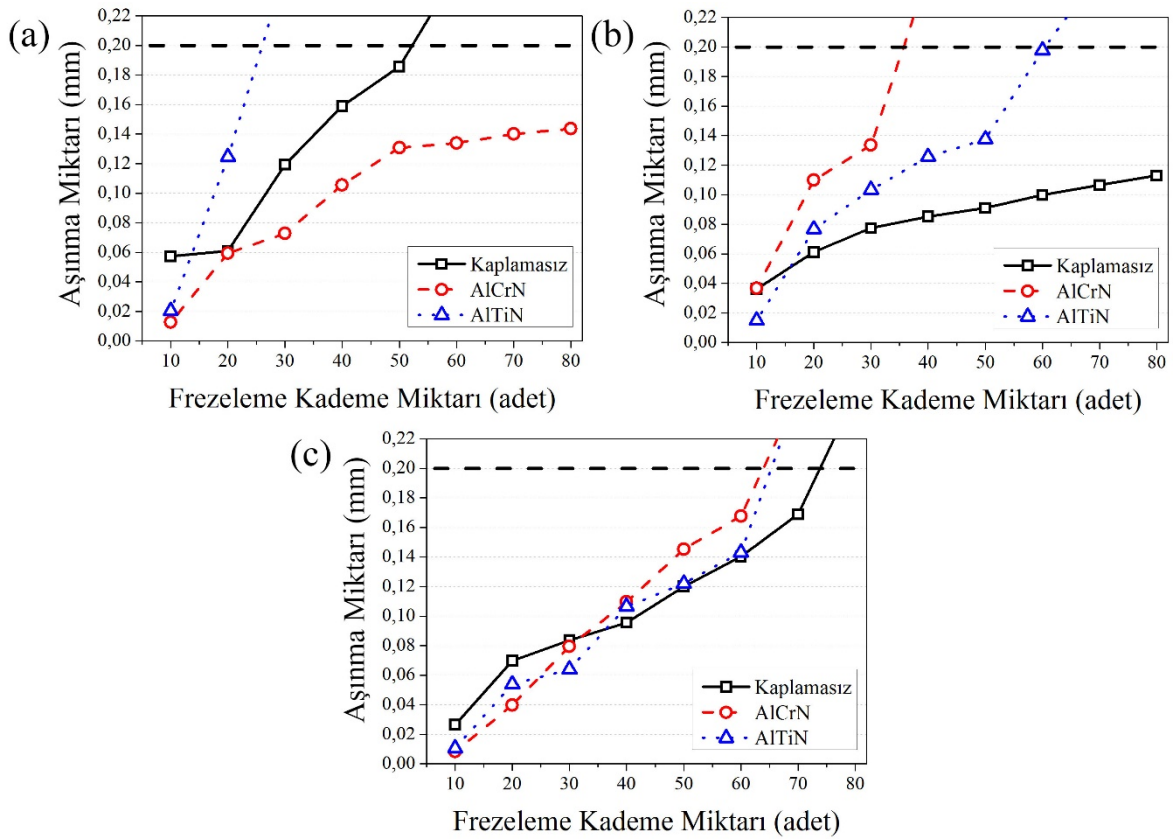 (a)
Aşınma Miktarı (mm)
0,22
0,20
0,18
0,16
0,14
0,12
0,10
0,08
0,06
0,04
0,02
0,00
Kaplamasız
AlCrN
AlTiN
10 20 30 40 50 60 70 80
Frezeleme Kademe Miktarı (adet)
(b)
Aşınma Miktarı (mm)
0,22
0,20
0,18
0,16
0,14
0,12
0,10
0,08
0,06
0,04
0,02
0,00
Kaplamasız
AlCrN
AlTiN
10 20 30 40 50 60 70 80
Frezeleme Kademe Miktarı (adet)
(c)
Aşınma Miktarı (mm)
0,22
0,20
0,18
0,16
0,14
0,12
0,10
0,08
0,06
0,04
0,02
0,00
Kaplamasız
AlCrN
AlTiN
10 20 30 40 50 60 70 80
Frezeleme Kademe Miktarı (adet)